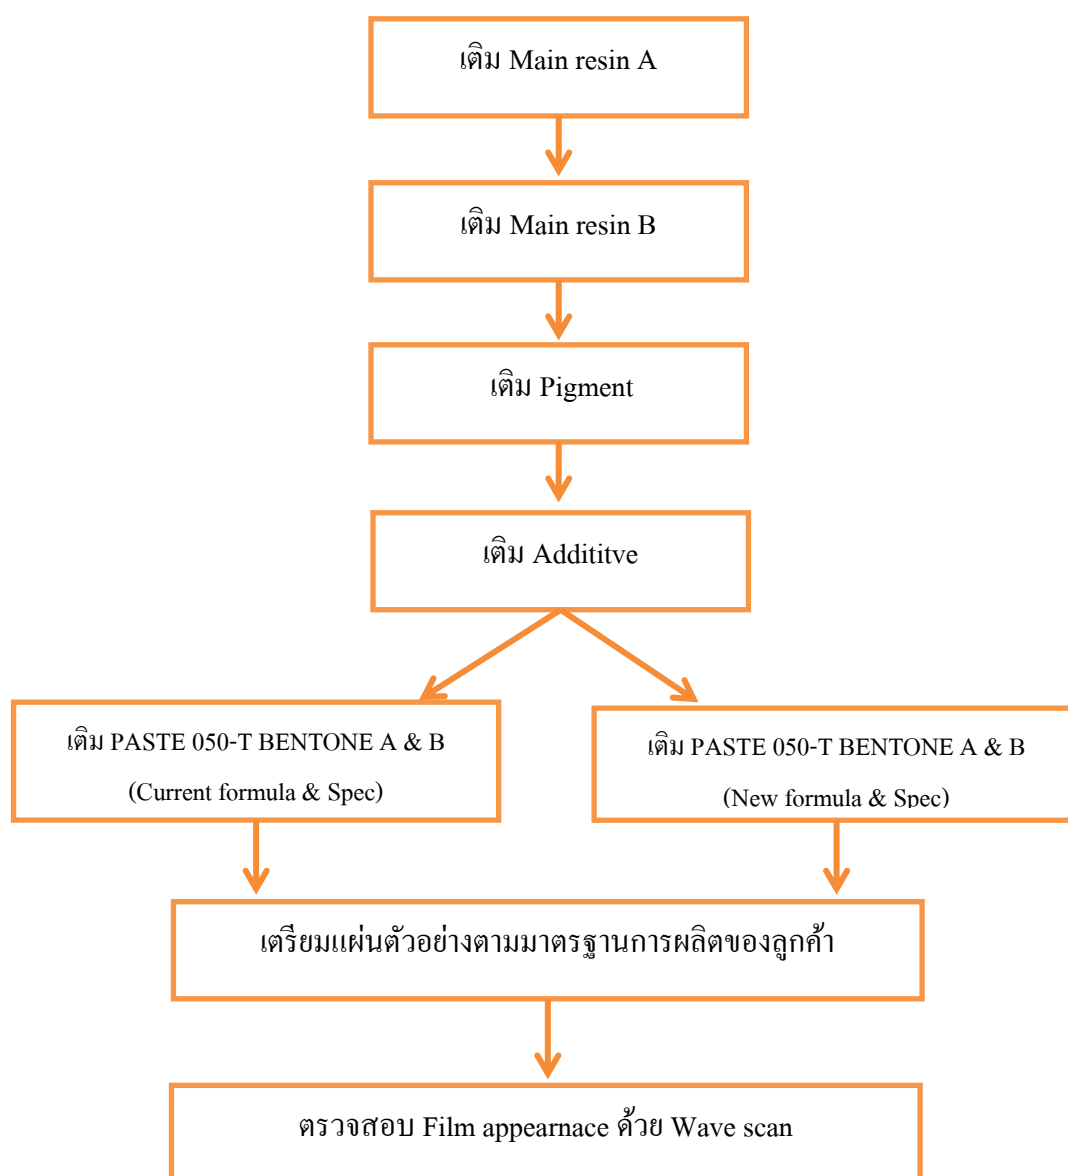 เติม Main resin A
เติม Main resin B
เติม Pigment
เติม Addititve
เติม PASTE 050-T BENTONE A & B
(Current formula & Spec)
เติม PASTE 050-T BENTONE A & B
(New formula & Spec)
เตรียมแผ่นตัวอย่างตามมาตรฐานการผลิตของลูกค้า
ตรวจสอบ Film appearnace ด้วย Wave scan